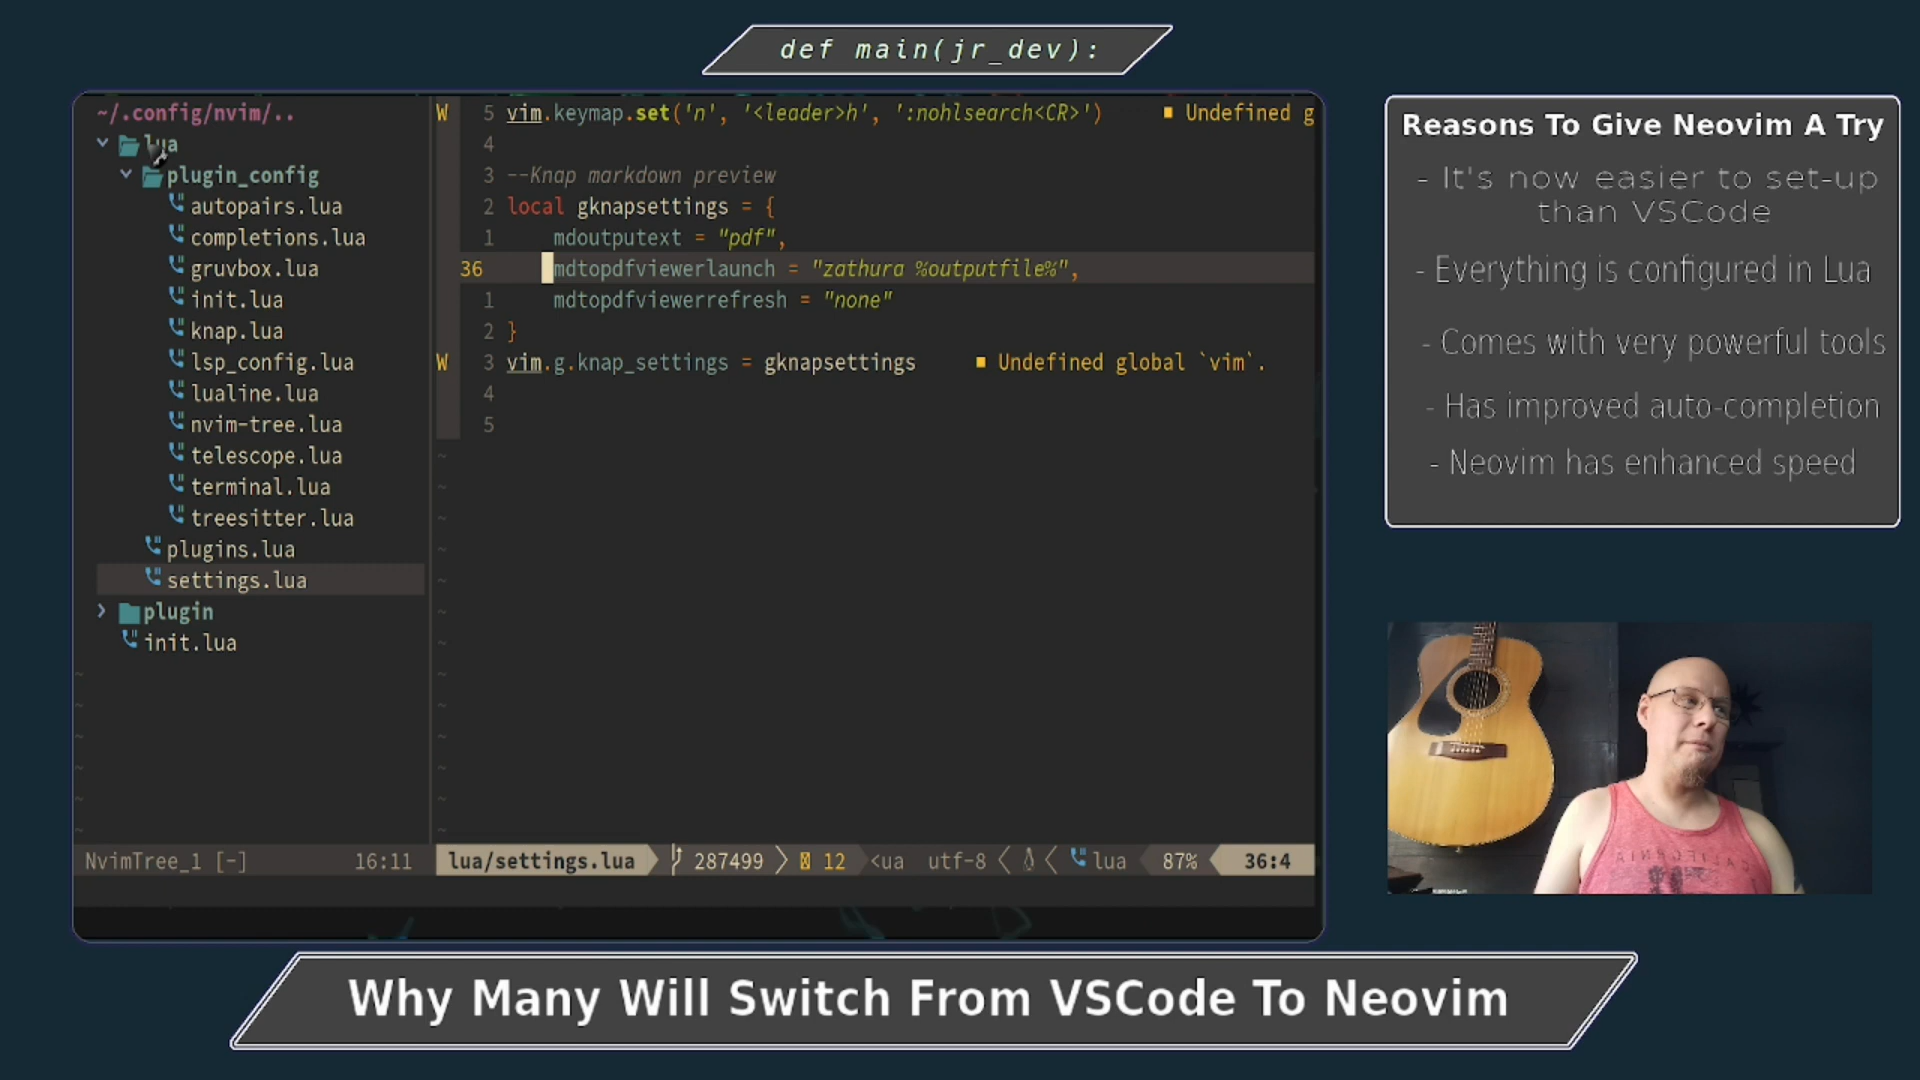 def main(jr_dev):
~/.config/nvim/..
lua
plugin_config
autopairs.lua
completions.lua
gruvbox.lua
init.lua
knap.lua
lsp_config.lua
lualine.lua
nvim-tree.lua
telescope.lua
terminal.lua
treesitter.lua
plugins.lua
settings.lua
plugin
init.lua
NvimTree_1 [-] 16:11
W 5 vim.keymap.set('n', '<leader>h', ':nohlsearch<CR>') ■ Undefined g
4
3 --Knap markdown preview
2 local gknapsettings = {
1 mdoutputext = "pdf",
36 mdtopdfviewerlaunch = "zathura %outputfile%",
1 mdtopdfviewerrefresh = "none"
2 }
W 3 vim.g.knap_settings = gknapsettings ■ Undefined global `vim`.
4
5
lua/settings.lua 287499 12 <ua utf-8 lua 87% 36:4
Reasons To Give Neovim A Try
- It's now easier to set-up
than VSCode
- Everything is configured in Lua
- Comes with very powerful tools
- Has improved auto-completion
- Neovim has enhanced speed
CALIFORNIA
Why Many Will Switch From VSCode To Neovim